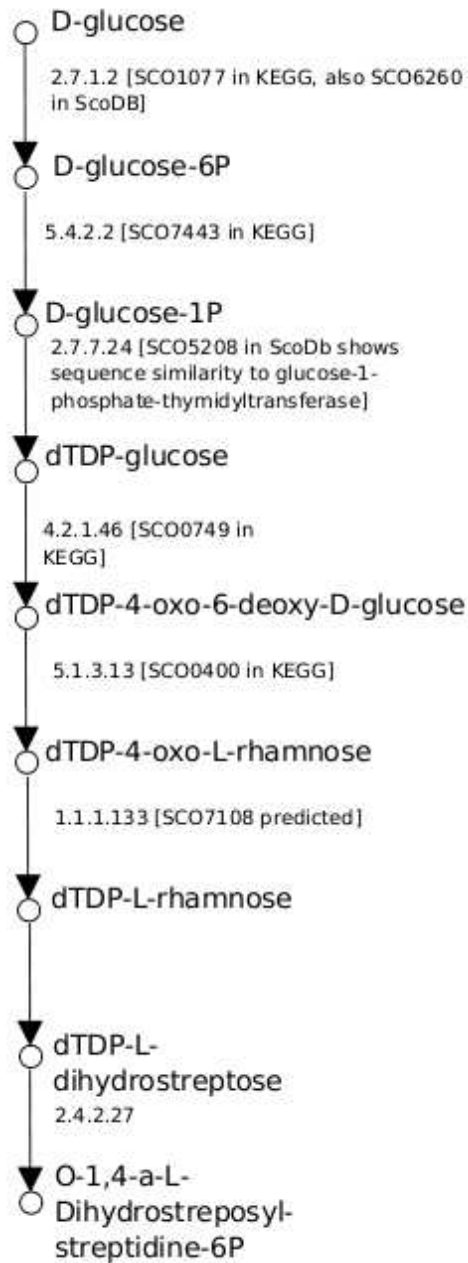 D-glucose
2.7.1.2 [SCO1077 in KEGG, also SCO6260
in ScoDB]
D-glucose-6P
5.4.2.2 [SCO7443 in KEGG]
D-glucose-1P
2.7.7.24 [SCO5208 in ScoDb shows
sequence similarity to glucose-1-
phosphate-thymidyltransferase]
dTDP-glucose
4.2.1.46 [SCO0749 in
KEGG]
dTDP-4-oxo-6-deoxy-D-glucose
5.1.3.13 [SCO0400 in KEGG]
dTDP-4-oxo-L-rhamnose
1.1.1.133 [SCO7108 predicted]
dTDP-L-rhamnose
dTDP-L-
dihydrostreptose
2.4.2.27
O-1,4-a-L-
Dihydrostreposyl-
streptidine-6P